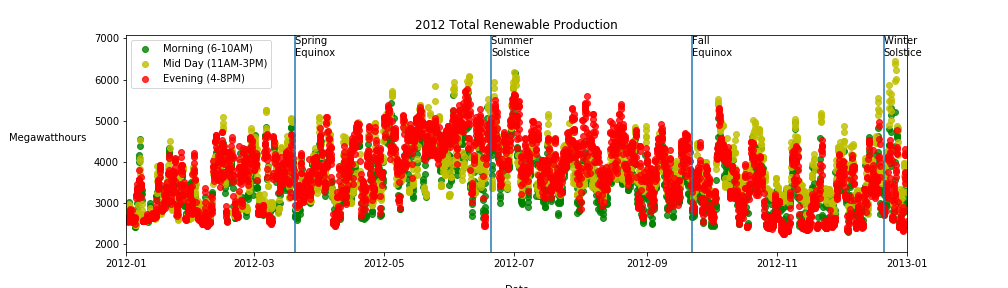 2012 Total Renewable Production
7000
6000
5000
4000
3000
2000
Megawatthours
Morning (6-10AM)
Mid Day (11AM-3PM)
Evening (4-8PM)
Spring
Equinox
Summer
Solstice
Fall
Equinox
Winter
Solstice
2012-01
2012-03
2012-05
2012-07
2012-09
2012-11
2013-01
Date